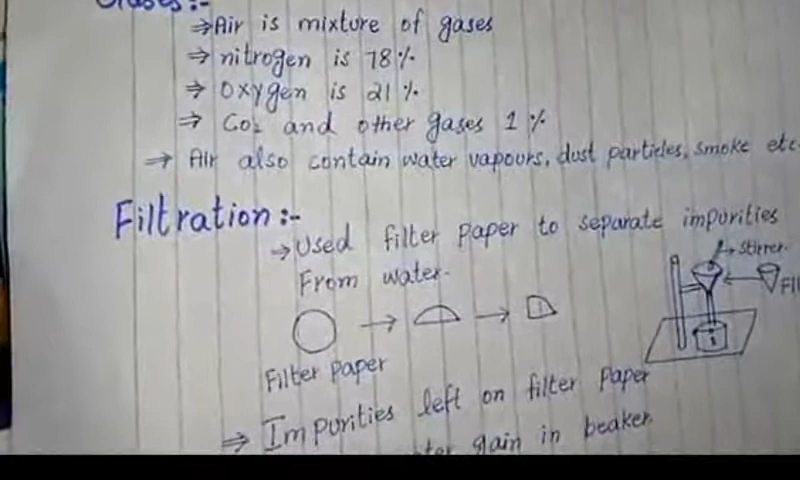 Gases:-
⇒ Air is mixture of gases
⇒ nitrogen is 78%
⇒ Oxygen is 21%
⇒ CO2 and other gases 1%
⇒ Air also contain water vapours, dust particles, smoke etc.
Filtration:-
→ Used filter paper to separate impurities
From water.
→ Stirrer
Filter paper
⇒ Impurities left on filter paper
gain in beaker